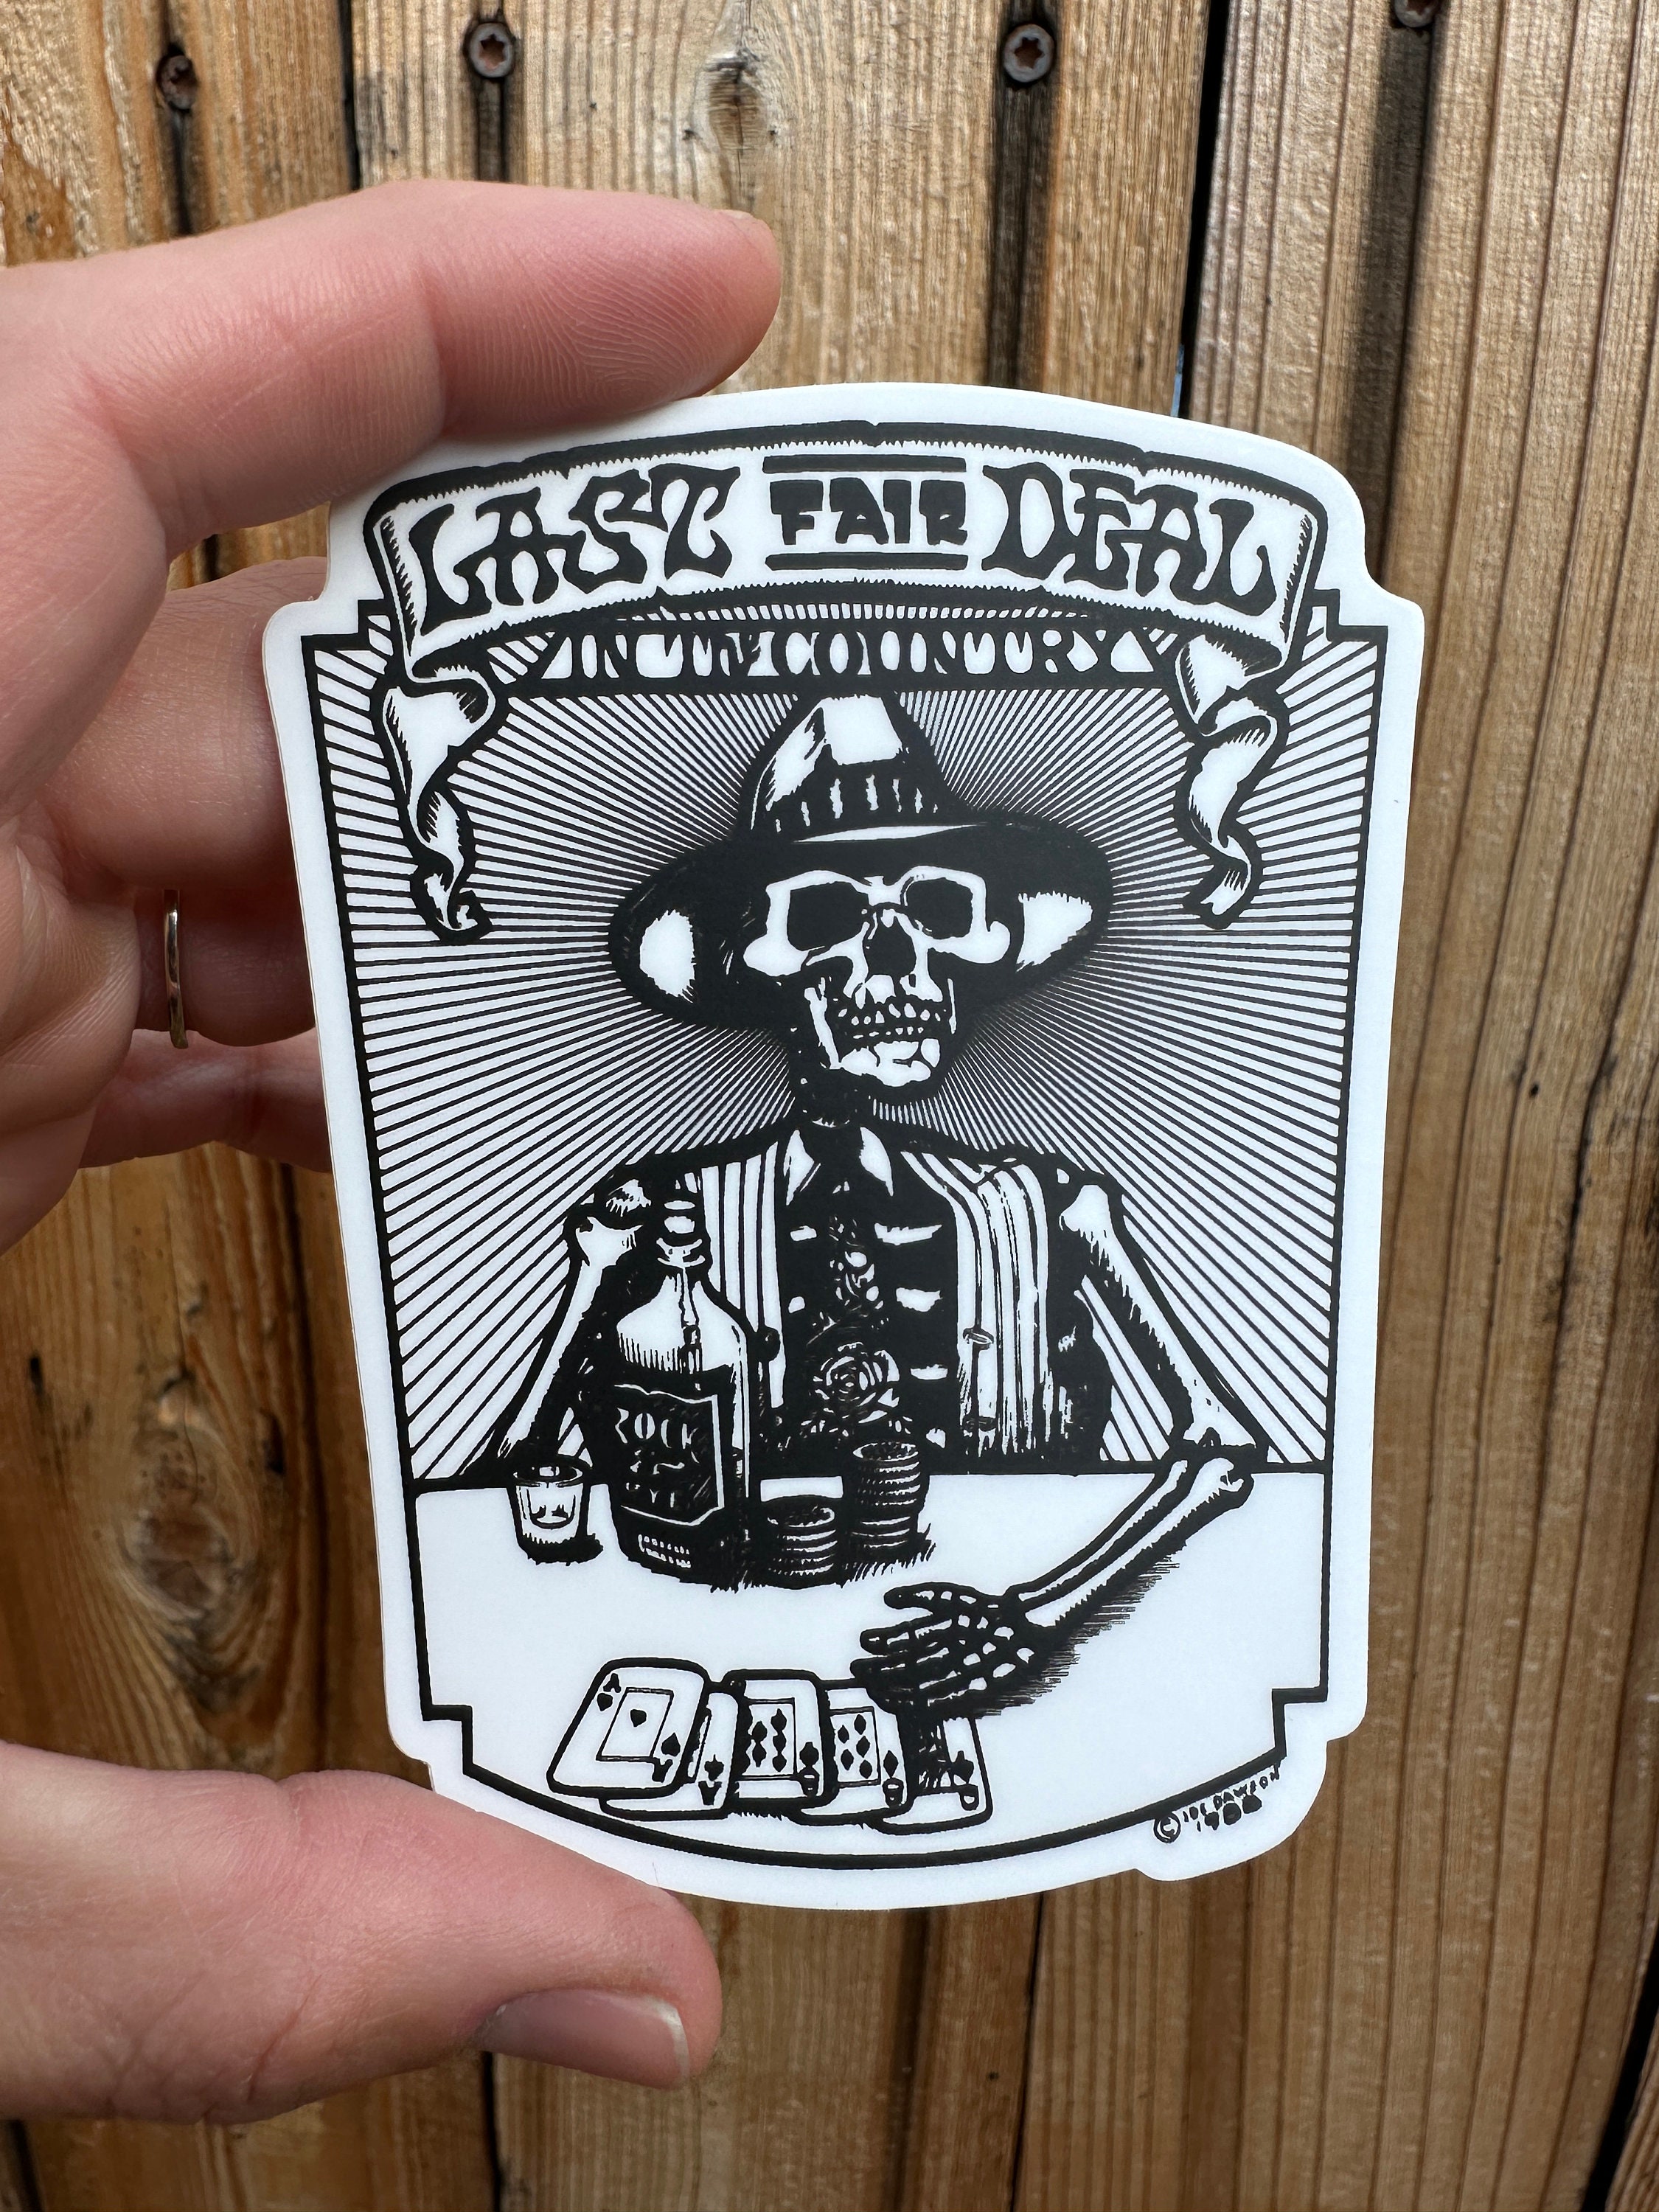 LAST FAIR DEAL
IN THE COUNTRY
A
A
© JOE DAWSON